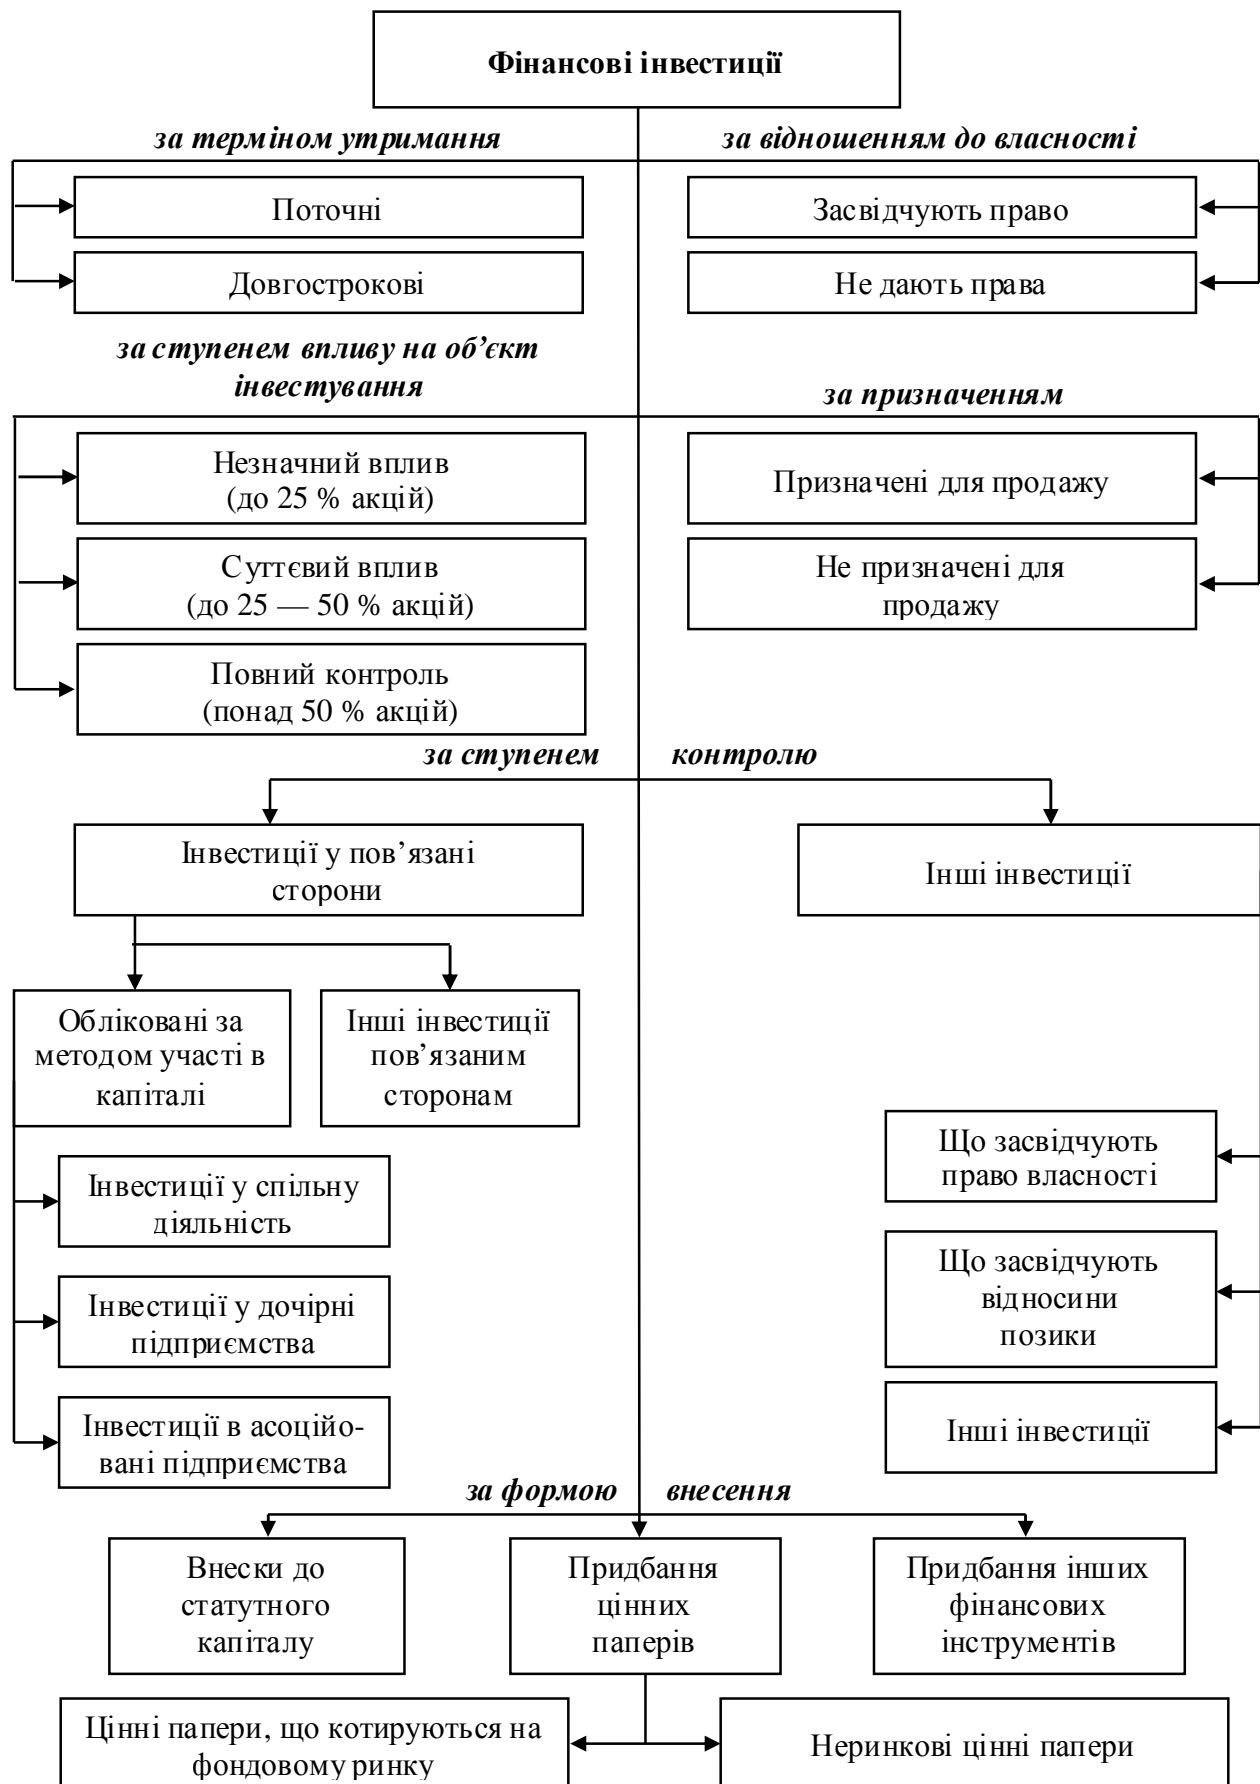 Фінансові інвестиції
за терміном утримання
Поточні
Довгострокові
за відношенням до власності
Засвідчують право
Не дають права
за ступенем впливу на об’єкт
інвестування
Незначний вплив
(до 25 % акцій)
Суттєвий вплив
(до 25 — 50 % акцій)
Повний контроль
(понад 50 % акцій)
за призначенням
Призначені для продажу
Не призначені для
продажу
за ступенем контролю
Інвестиції у пов’язані
сторони
Інші інвестиції
Обліковані за
методом участі в
капіталі
Інші інвестиції
пов’язаним
сторонам
Інвестиції у спільну
діяльність
Інвестиції у дочірні
підприємства
Інвестиції в асоційо-
вані підприємства
Що засвідчують
право власності
Що засвідчують
відносини
позики
Інші інвестиції
за формою внесення
Внески до
статутного
капіталу
Придбання
цінних
паперів
Придбання інших
фінансових
інструментів
Цінні папери, що котируються на
фондовому ринку
Неринкові цінні папери